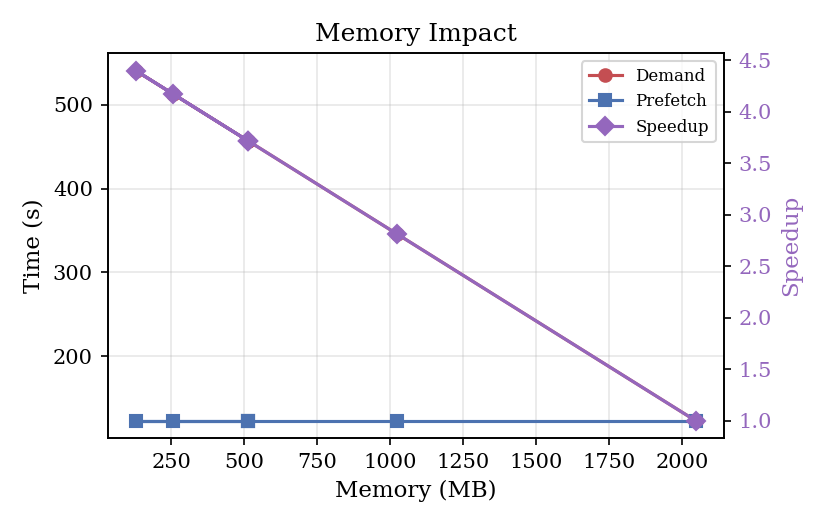 Memory Impact
Time (s)
500
400
300
200
Demand
Prefetch
Speedup
4.5
4.0
3.5
3.0
2.5
2.0
1.5
1.0
Speedup
250 500 750 1000 1250 1500 1750 2000
Memory (MB)